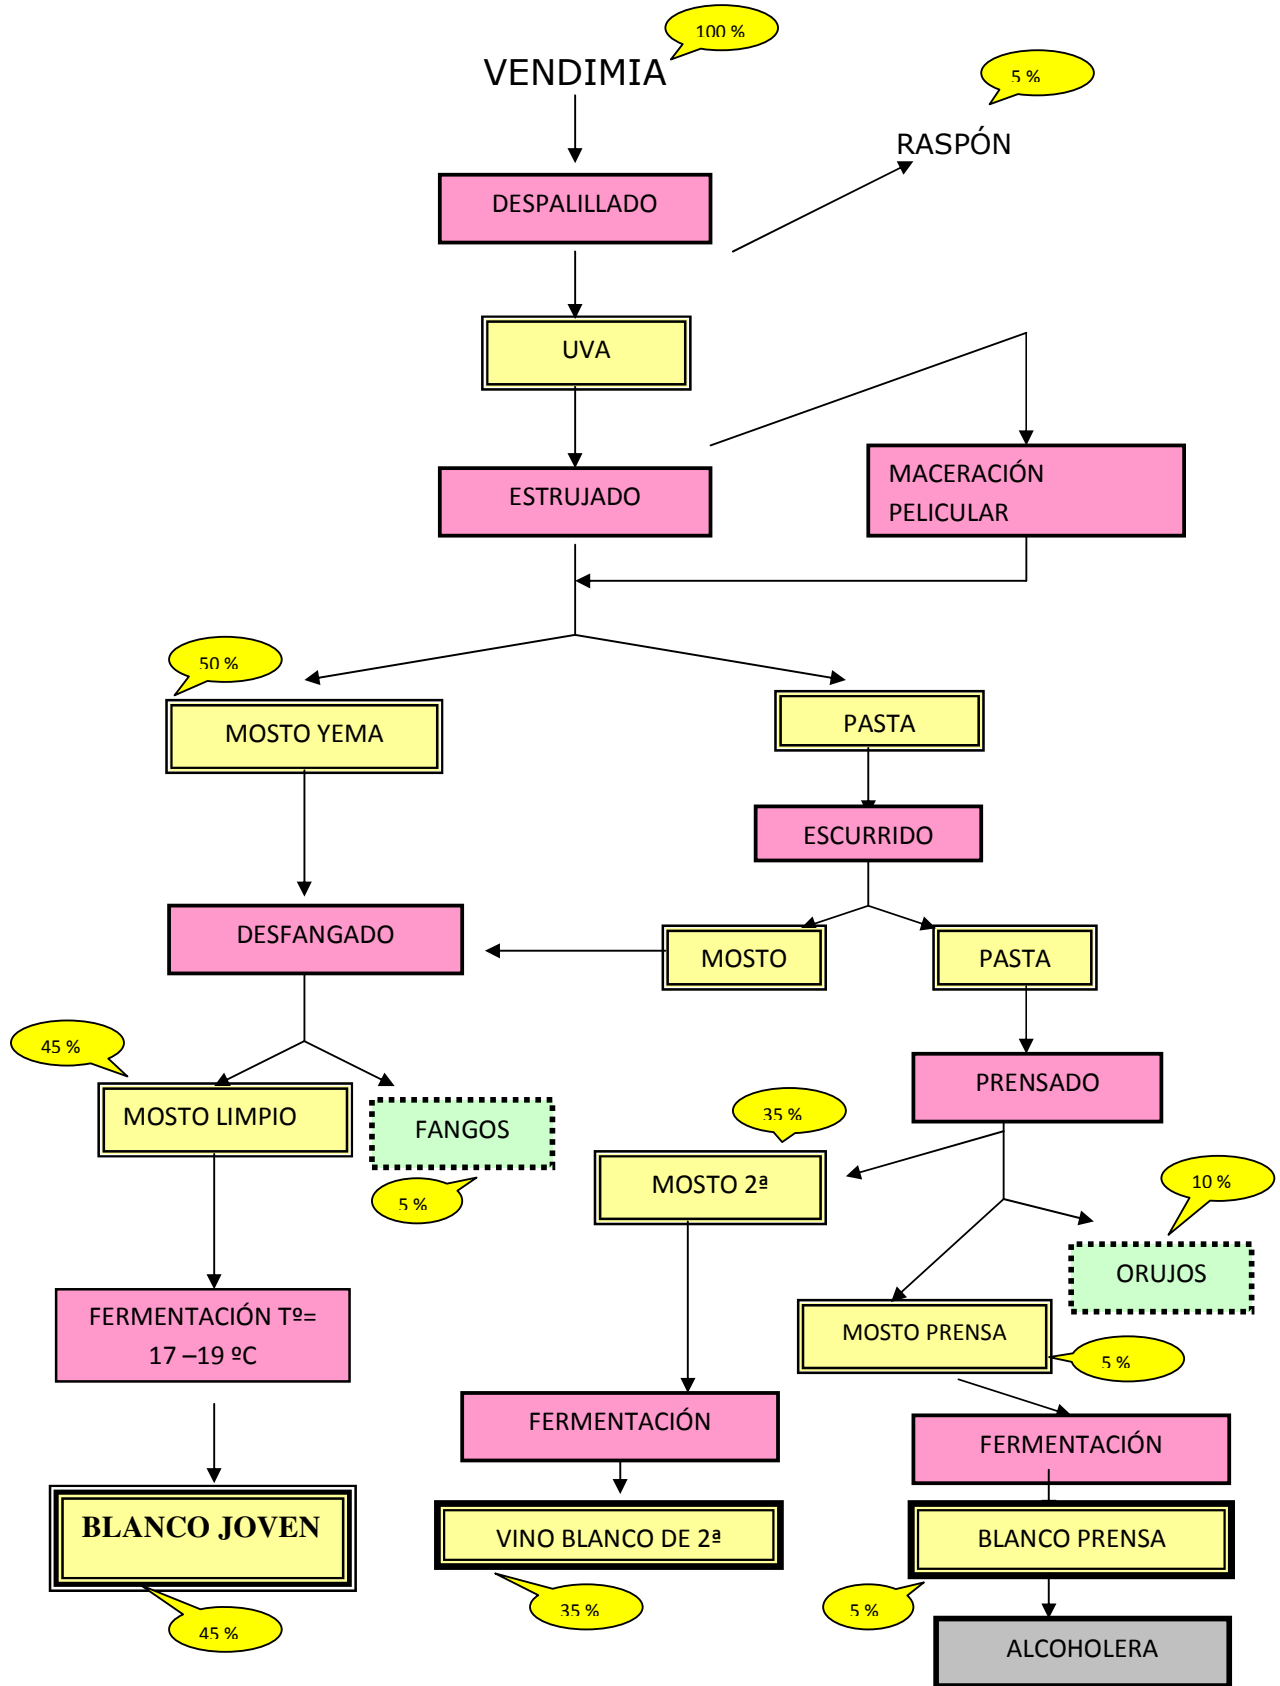 100 %
VENDIMIA
5 %
RASPÓN
DESPALILLADO
UVA
MACERACIÓN
PELICULAR
ESTRUJADO
50 %
MOSTO YEMA
PASTA
ESCURRIDO
DESFANGADO
MOSTO
PASTA
45 %
PRENSADO
MOSTO LIMPIO
FANGOS
35 %
5 %
MOSTO 2ª
10 %
ORUJOS
FERMENTACIÓN Tº=
17 –19 ºC
MOSTO PRENSA
5 %
FERMENTACIÓN
FERMENTACIÓN
BLANCO JOVEN
VINO BLANCO DE 2ª
BLANCO PRENSA
45 %
35 %
5 %
ALCOHOLERA